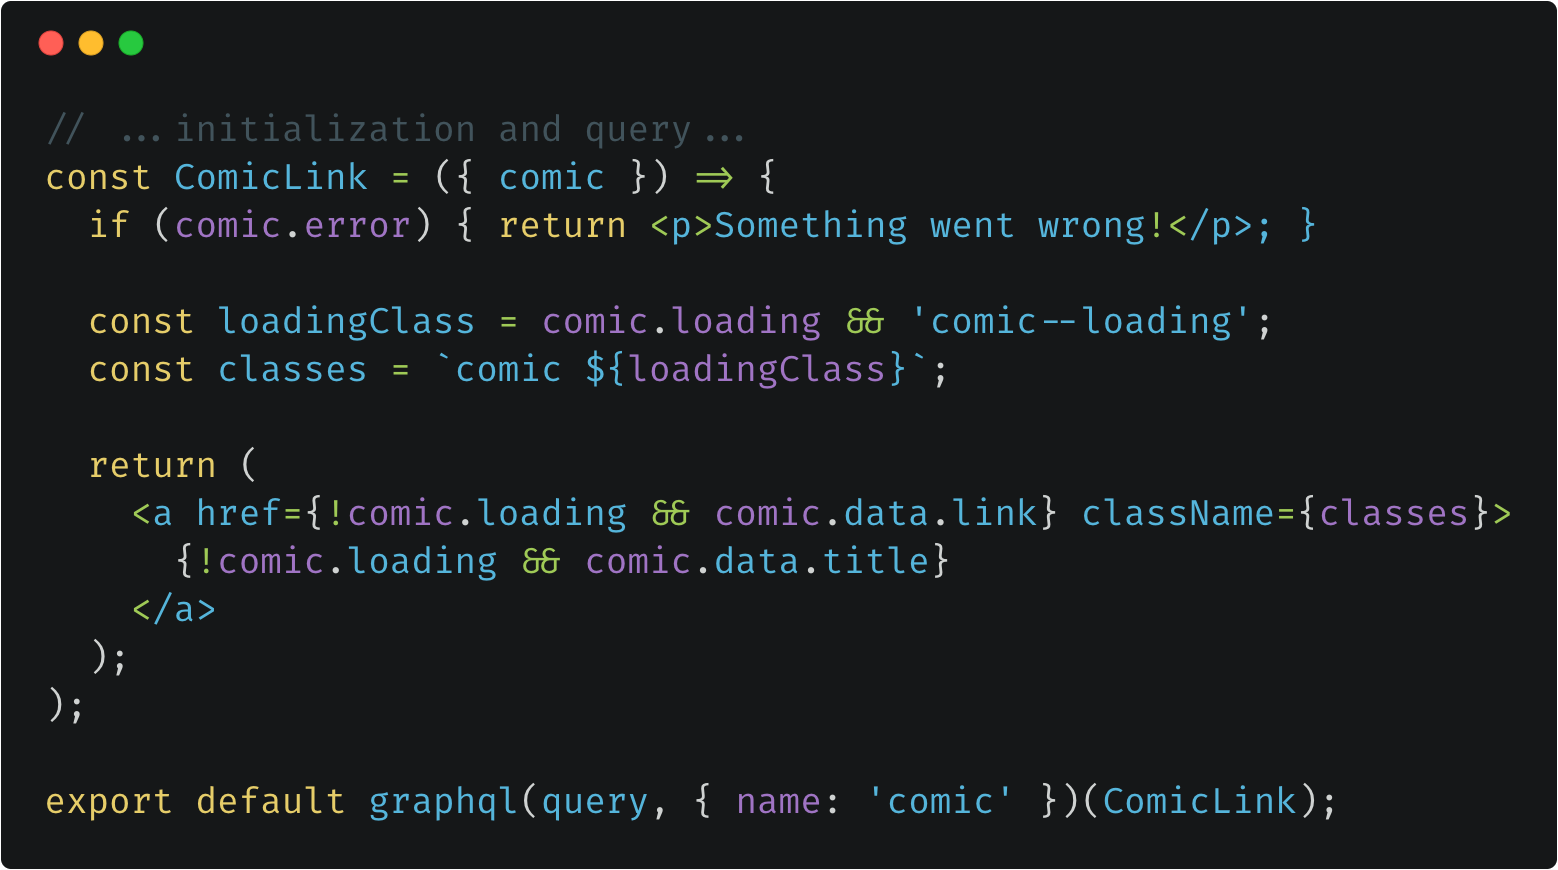 // ...initialization and query...
const ComicLink = ({ comic }) => {
  if (comic.error) { return <p>Something went wrong!</p>; }
  const loadingClass = comic.loading && 'comic--loading';
  const classes = `comic ${loadingClass}`;
  return (
    <a href={!comic.loading && comic.data.link} className={classes}>
      {!comic.loading && comic.data.title}
    </a>
  );
);
export default graphql(query, { name: 'comic' })(ComicLink);